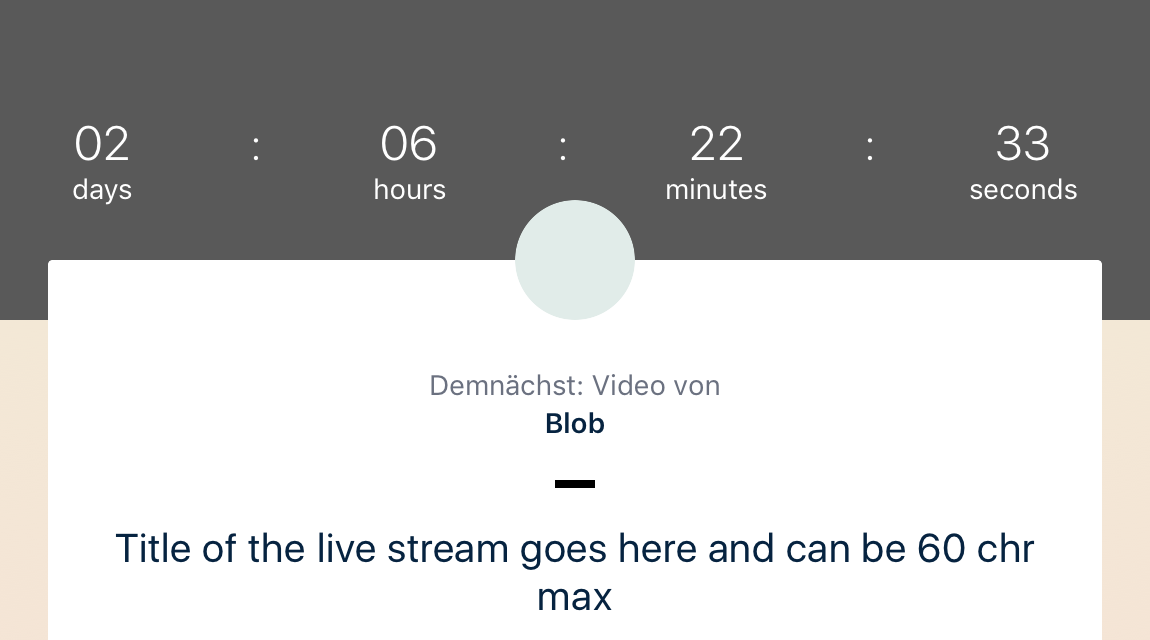 02 : 06 : 22 : 33
days hours minutes seconds
Demnächst: Video von
Blob
Title of the live stream goes here and can be 60 chr
max